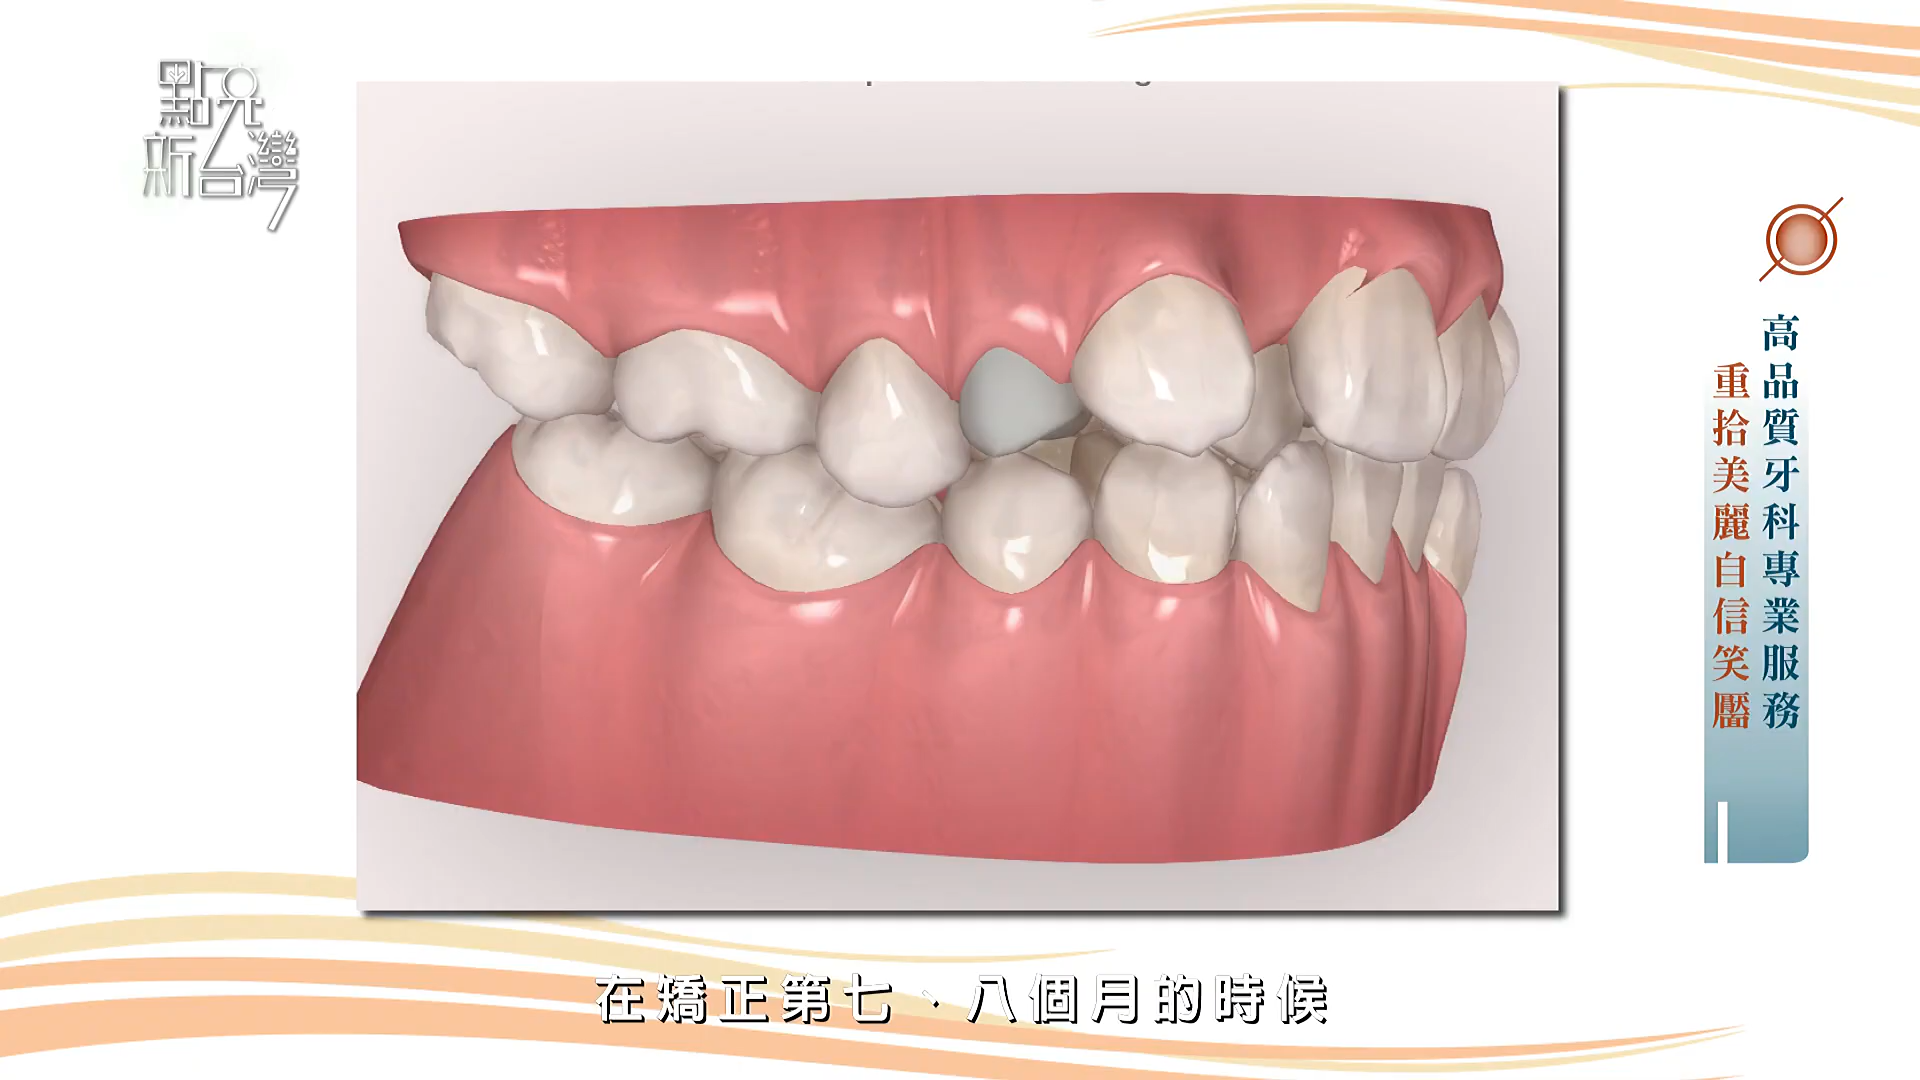 點亮
新台灣
高品質牙科專業服務
重拾美麗自信笑靨
在矯正第七、八個月的時候